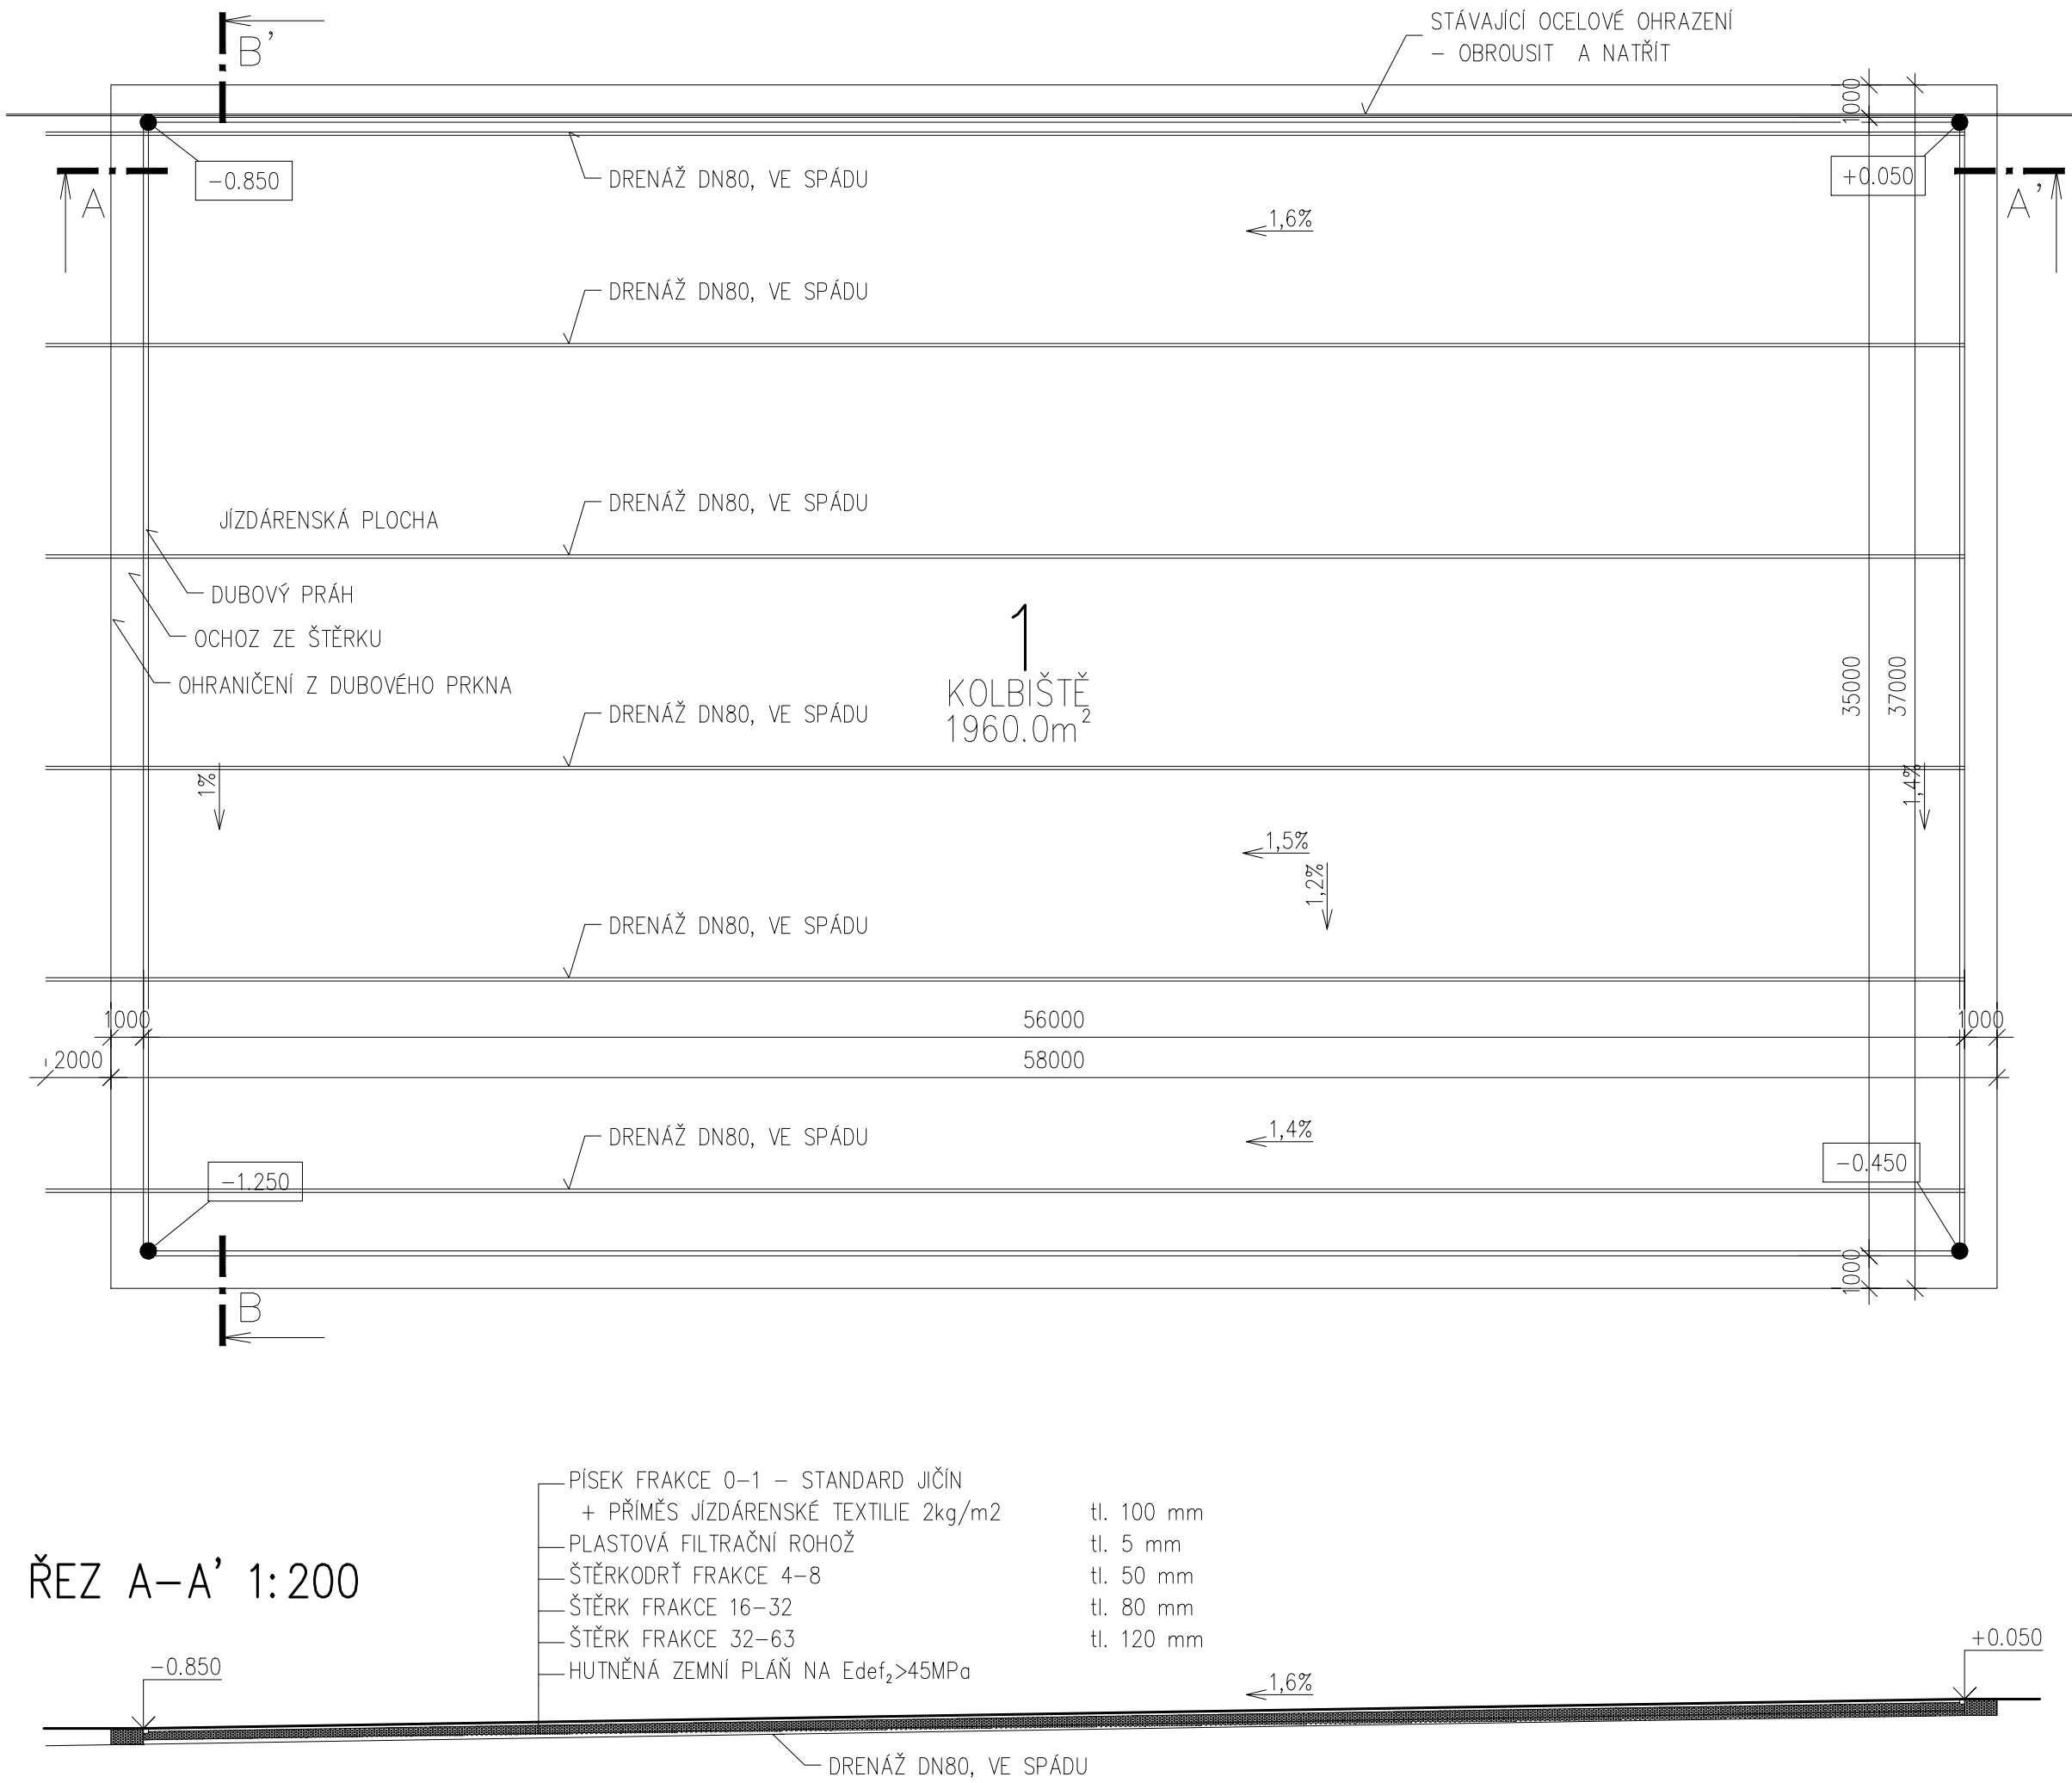 STÁVAJÍCÍ OCELOVÉ OHRAZENÍ
- OBROUSIT A NATŘÍT
B'
1000
-0.850
DRENÁŽ DN80, VE SPÁDU
+0.050
A
A'
1,6%
DRENÁŽ DN80, VE SPÁDU
DRENÁŽ DN80, VE SPÁDU
JÍZDÁRENSKÁ PLOCHA
DUBOVÝ PRÁH
OCHOZ ZE ŠTĚRKU
OHRANIČENÍ Z DUBOVÉHO PRKNA
1
KOLBIŠTĚ
1960.0m²
35000
37000
DRENÁŽ DN80, VE SPÁDU
1%
1,4%
1,5%
1,2%
DRENÁŽ DN80, VE SPÁDU
1000
56000
1000
2000
58000
DRENÁŽ DN80, VE SPÁDU
1,4%
-0.450
-1.250
1000
B
PÍSEK FRAKCE 0-1 - STANDARD JIČÍN
+ PŘÍMĚS JÍZDÁRENSKÉ TEXTILIE 2kg/m2 tl. 100 mm
PLASTOVÁ FILTRAČNÍ ROHOŽ tl. 5 mm
ŠTĚRKODRŤ FRAKCE 4-8 tl. 50 mm
ŠTĚRK FRAKCE 16-32 tl. 80 mm
ŠTĚRK FRAKCE 32-63 tl. 120 mm
HUTNĚNÁ ZEMNÍ PLÁŇ NA Edef₂>45MPa
ŘEZ A-A' 1:200
-0.850
1,6%
+0.050
DRENÁŽ DN80, VE SPÁDU